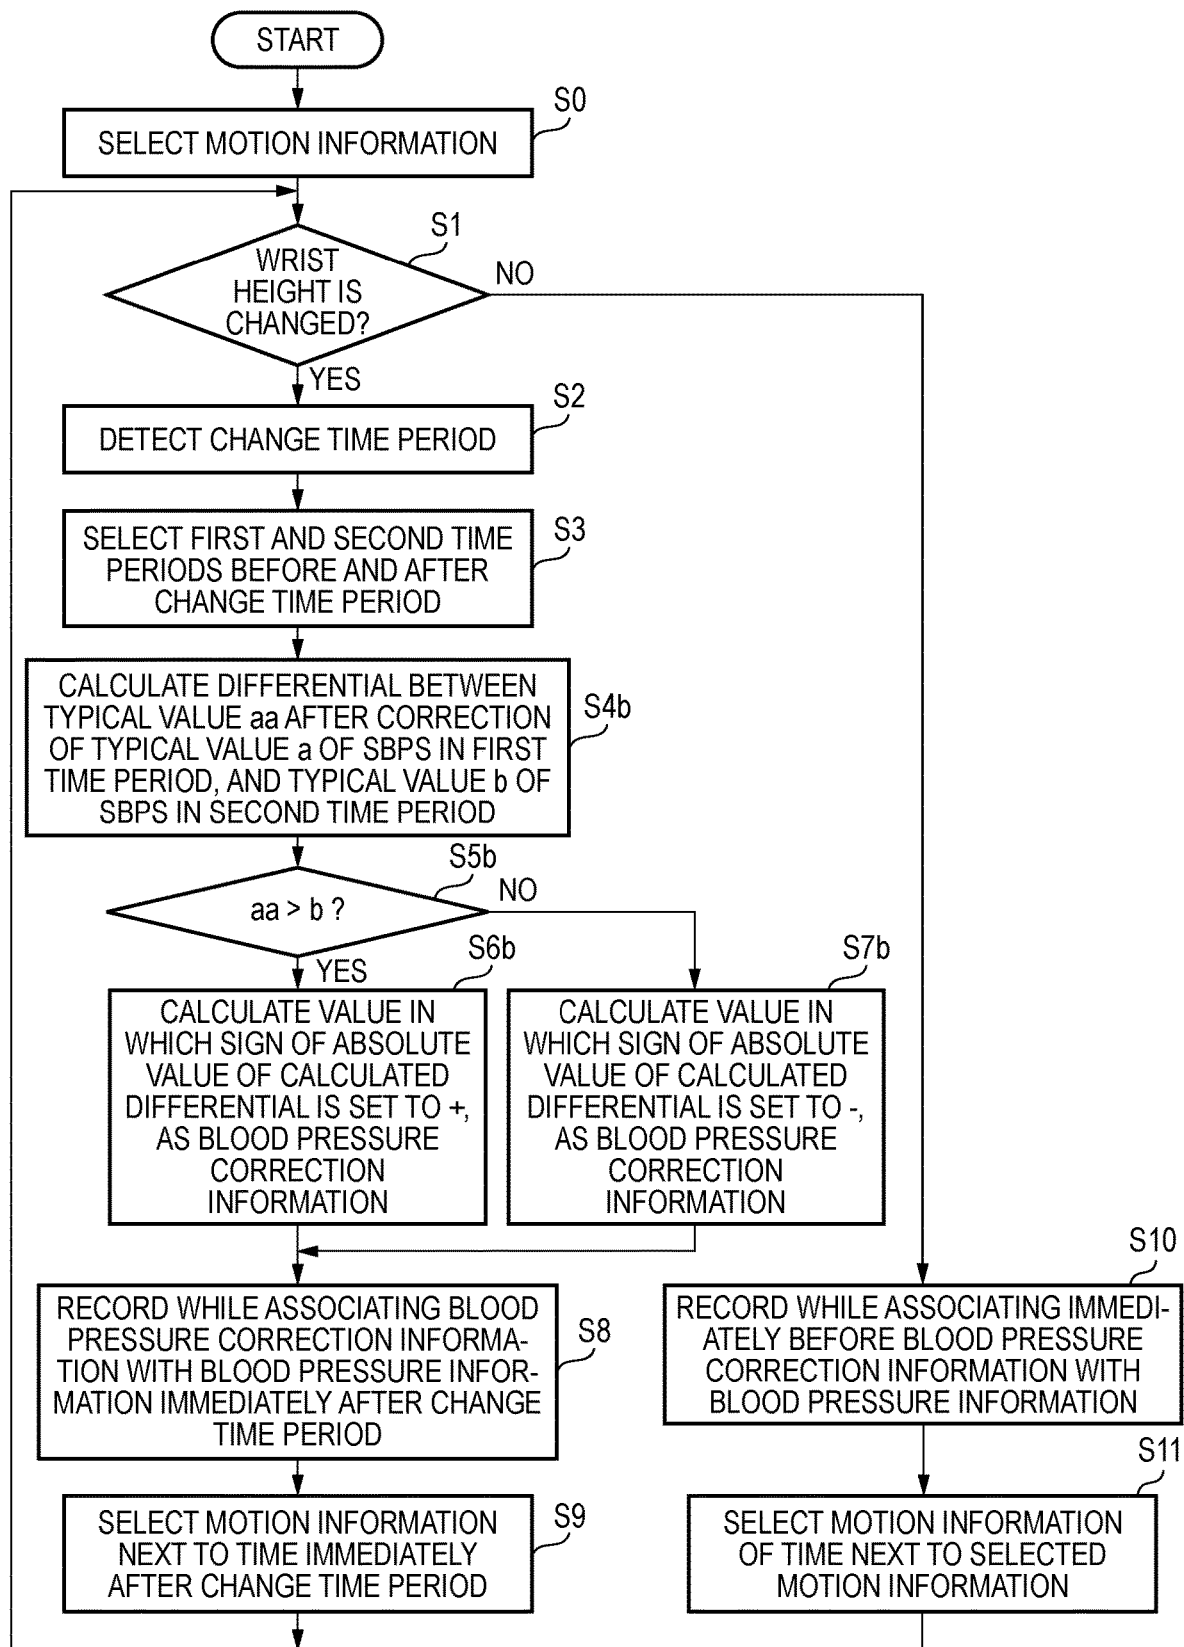 START
S0
SELECT MOTION INFORMATION
S1
WRIST
HEIGHT IS
CHANGED?
NO
YES
S2
DETECT CHANGE TIME PERIOD
S3
SELECT FIRST AND SECOND TIME
PERIODS BEFORE AND AFTER
CHANGE TIME PERIOD
S4b
CALCULATE DIFFERENTIAL BETWEEN
TYPICAL VALUE aa AFTER CORRECTION
OF TYPICAL VALUE a OF SBPS IN FIRST
TIME PERIOD, AND TYPICAL VALUE b OF
SBPS IN SECOND TIME PERIOD
S5b
aa > b ?
NO
YES
S6b
CALCULATE VALUE IN
WHICH SIGN OF ABSOLUTE
VALUE OF CALCULATED
DIFFERENTIAL IS SET TO +,
AS BLOOD PRESSURE
CORRECTION
INFORMATION
S7b
CALCULATE VALUE IN
WHICH SIGN OF ABSOLUTE
VALUE OF CALCULATED
DIFFERENTIAL IS SET TO -,
AS BLOOD PRESSURE
CORRECTION
INFORMATION
S8
RECORD WHILE ASSOCIATING BLOOD
PRESSURE CORRECTION INFORMA-
TION WITH BLOOD PRESSURE INFOR-
MATION IMMEDIATELY AFTER CHANGE
TIME PERIOD
S9
SELECT MOTION INFORMATION
NEXT TO TIME IMMEDIATELY
AFTER CHANGE TIME PERIOD
S10
RECORD WHILE ASSOCIATING IMMEDI-
ATELY BEFORE BLOOD PRESSURE
CORRECTION INFORMATION WITH
BLOOD PRESSURE INFORMATION
S11
SELECT MOTION INFORMATION
OF TIME NEXT TO SELECTED
MOTION INFORMATION